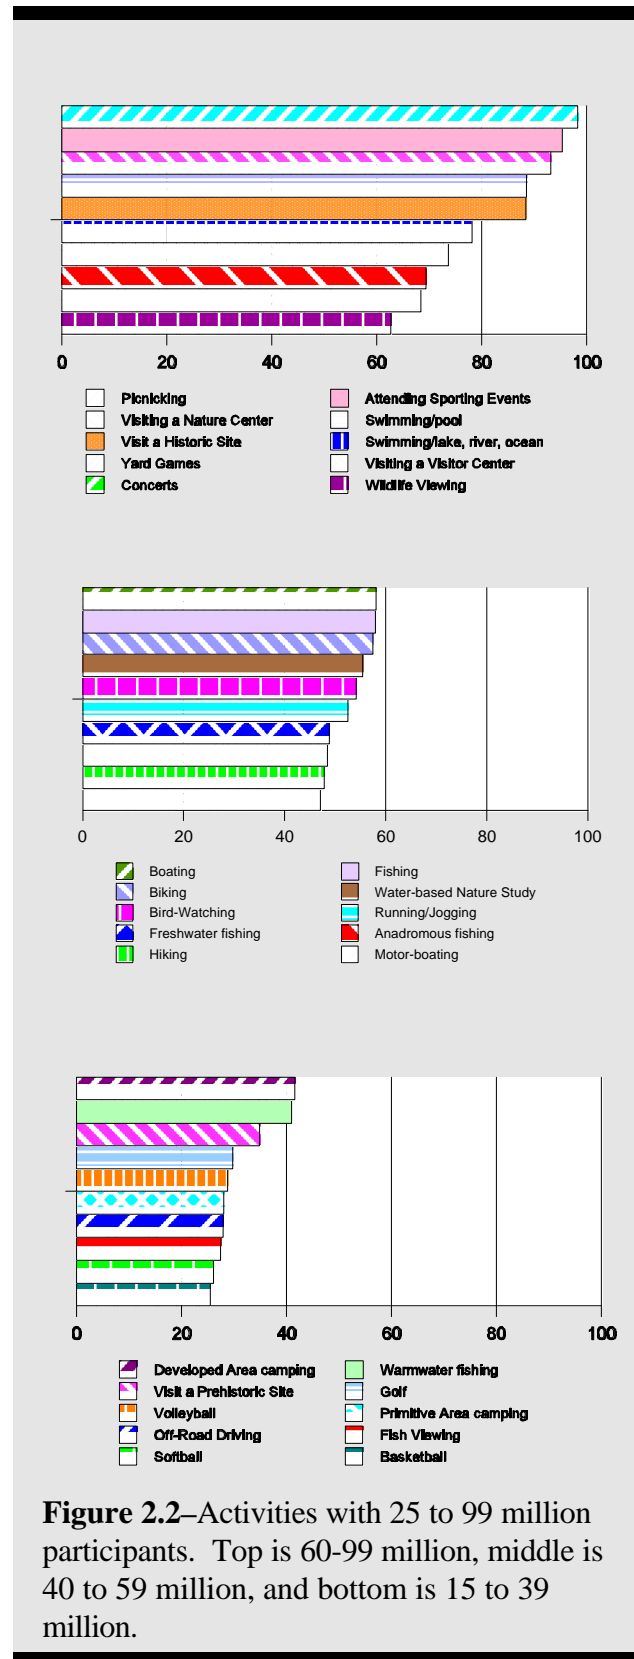 0 20 40 60 80 100
Picnicking Attending Sporting Events
Visiting a Nature Center Swimming/pool
Visit a Historic Site Swimming/lake, river, ocean
Yard Games Visiting a Visitor Center
Concerts Wildlife Viewing
0 20 40 60 80 100
Boating Fishing
Biking Water-based Nature Study
Bird-Watching Running/Jogging
Freshwater fishing Anadromous fishing
Hiking Motor-boating
0 20 40 60 80 100
Developed Area camping Warmwater fishing
Visit a Prehistoric Site Golf
Volleyball Primitive Area camping
Off-Road Driving Fish Viewing
Softball Basketball
Figure 2.2–Activities with 25 to 99 million
participants. Top is 60-99 million, middle is
40 to 59 million, and bottom is 15 to 39
million.